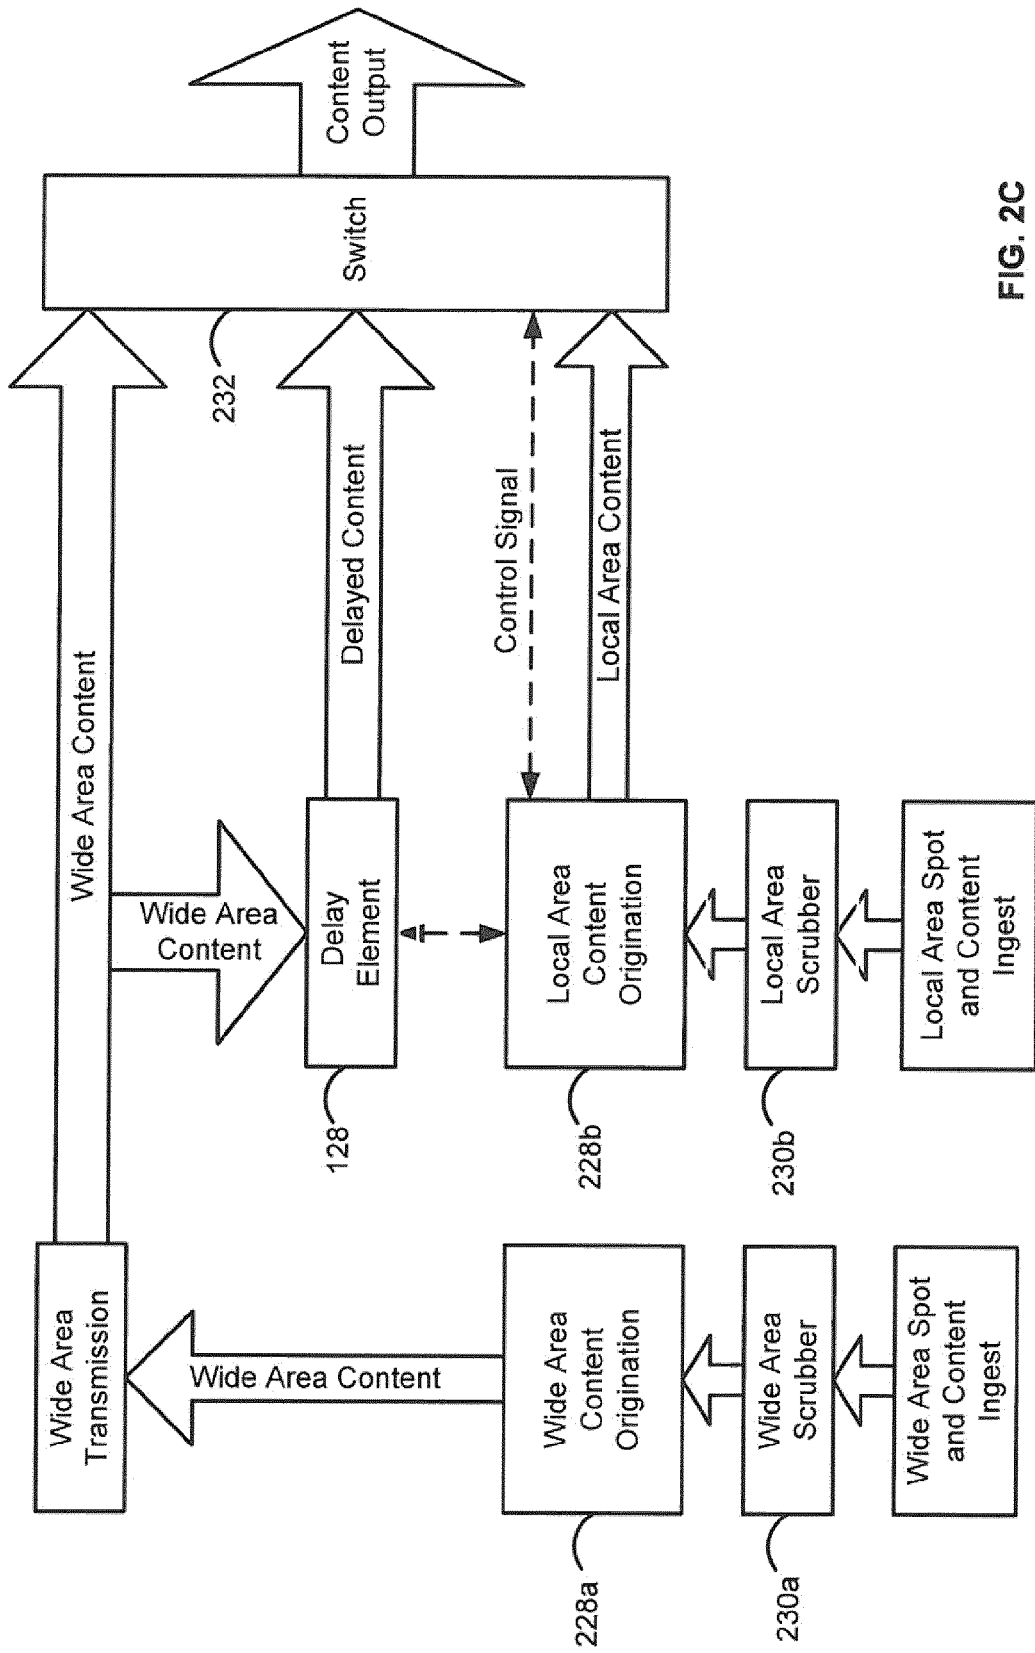 Wide Area
Transmission
Wide Area Content
Switch
Content
Output
232
Wide Area
Content
Delay
Element
128
Delayed Content
Control Signal
Wide Area Content
Local Area Content
Wide Area
Content
Origination
228a
Local Area
Content
Origination
228b
Wide Area
Scrubber
230a
Local Area
Scrubber
230b
Wide Area Spot
and Content
Ingest
Local Area Spot
and Content
Ingest
FIG. 2C